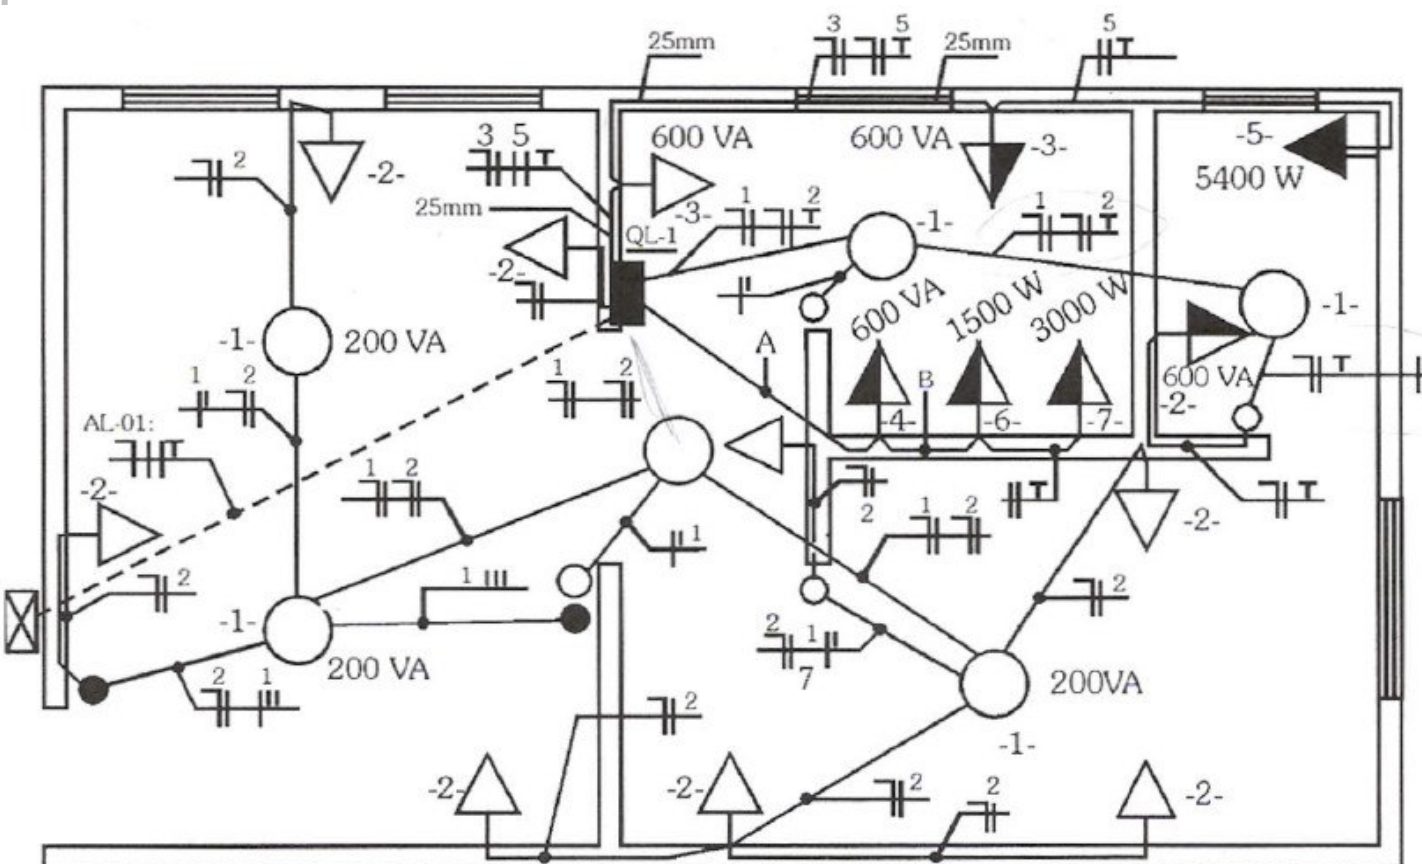 3 5 5
25mm 25mm
3 5 T 600 VA 600 VA -3- -5-
2 -2- 5400 W
25mm -3- 1 2 T -1- 1 2 T
QL-1
-2-
-1- 200 VA 600 VA 1500 W 3000 W -1-
A
1 2 1 2 B 600 VA T
AL-01: -4- -6- -7- -2-
T
-2- 1 2 T T
2 -2-
1 2
1
2 1 2
-1- 2 1
200 VA 7 200VA
2 1
2 -1-
-2- -2- 2 2 -2-